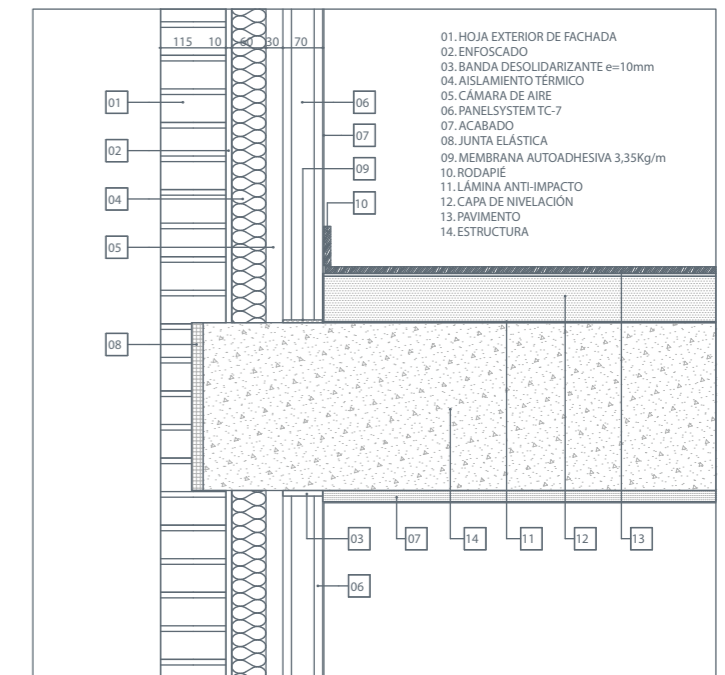 115 10 60 30 70
01. HOJA EXTERIOR DE FACHADA
02. ENFOSCADO
03. BANDA DESOLIDARIZANTE e=10mm
04. AISLAMIENTO TÉRMICO
05. CÁMARA DE AIRE
06. PANELSYSTEM TC-7
07. ACABADO
08. JUNTA ELÁSTICA
09. MEMBRANA AUTOADHESIVA 3,35Kg/m
10. RODAPIÉ
11. LÁMINA ANTI-IMPACTO
12. CAPA DE NIVELACIÓN
13. PAVIMENTO
14. ESTRUCTURA
01
06
02
07
09
04
10
05
08
03 07 14 11 12 13
06